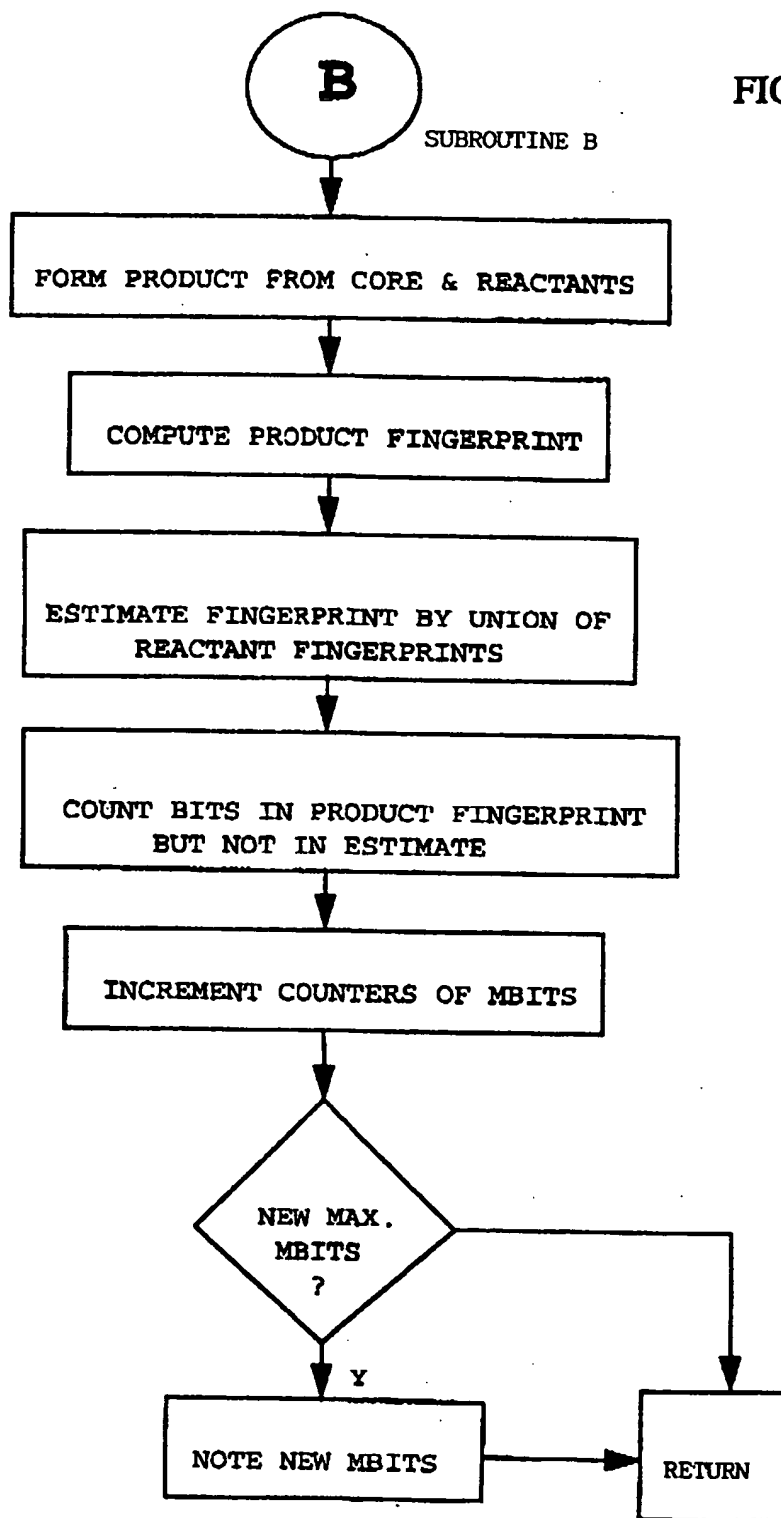 B
FIG
SUBROUTINE B
FORM PRODUCT FROM CORE & REACTANTS
COMPUTE PRODUCT FINGERPRINT
ESTIMATE FINGERPRINT BY UNION OF
REACTANT FINGERPRINTS
COUNT BITS IN PRODUCT FINGERPRINT
BUT NOT IN ESTIMATE
INCREMENT COUNTERS OF MBITS
NEW MAX.
MBITS
?
Y
NOTE NEW MBITS
RETURN